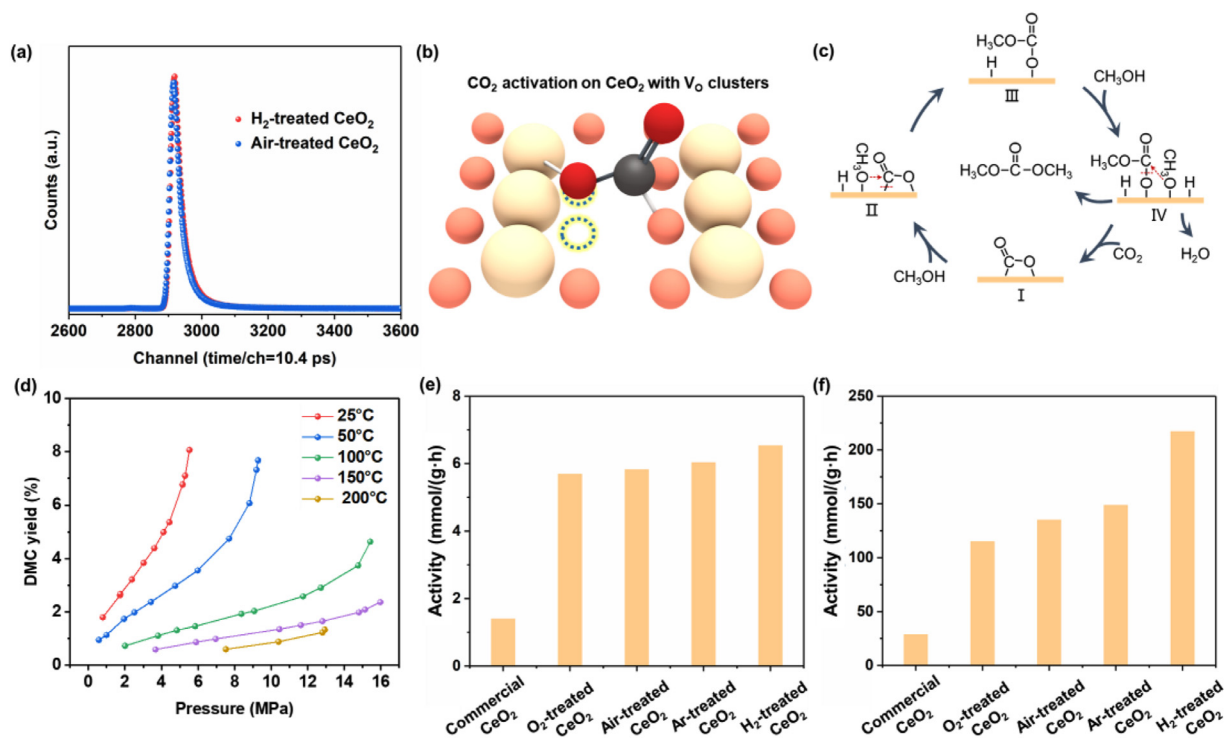 (a)
H2-treated CeO2
Air-treated CeO2
Counts (a.u.)
2600 2800 3000 3200 3400 3600
Channel (time/ch=10.4 ps)
(b)
CO2 activation on CeO2 with VO clusters
(c)
O
H3CO-C
H O
III
CH3OH
O
H3CO C CH3
H O O H
IV
H2O
CO2
O
C O
I
CH3OH
CH3 O
H O C O
II
O
H3CO C OCH3
(d)
DMC yield (%)
10
8
6
4
2
0
25°C
50°C
100°C
150°C
200°C
0 2 4 6 8 10 12 14 16
Pressure (MPa)
(e)
Activity (mmol/(g·h)
8
6
4
2
0
Commercial CeO2
O2-treated CeO2
Air-treated CeO2
Ar-treated CeO2
H2-treated CeO2
(f)
Activity (mmol/(g·h)
250
200
150
100
50
0
Commercial CeO2
O2-treated CeO2
Air-treated CeO2
Ar-treated CeO2
H2-treated CeO2